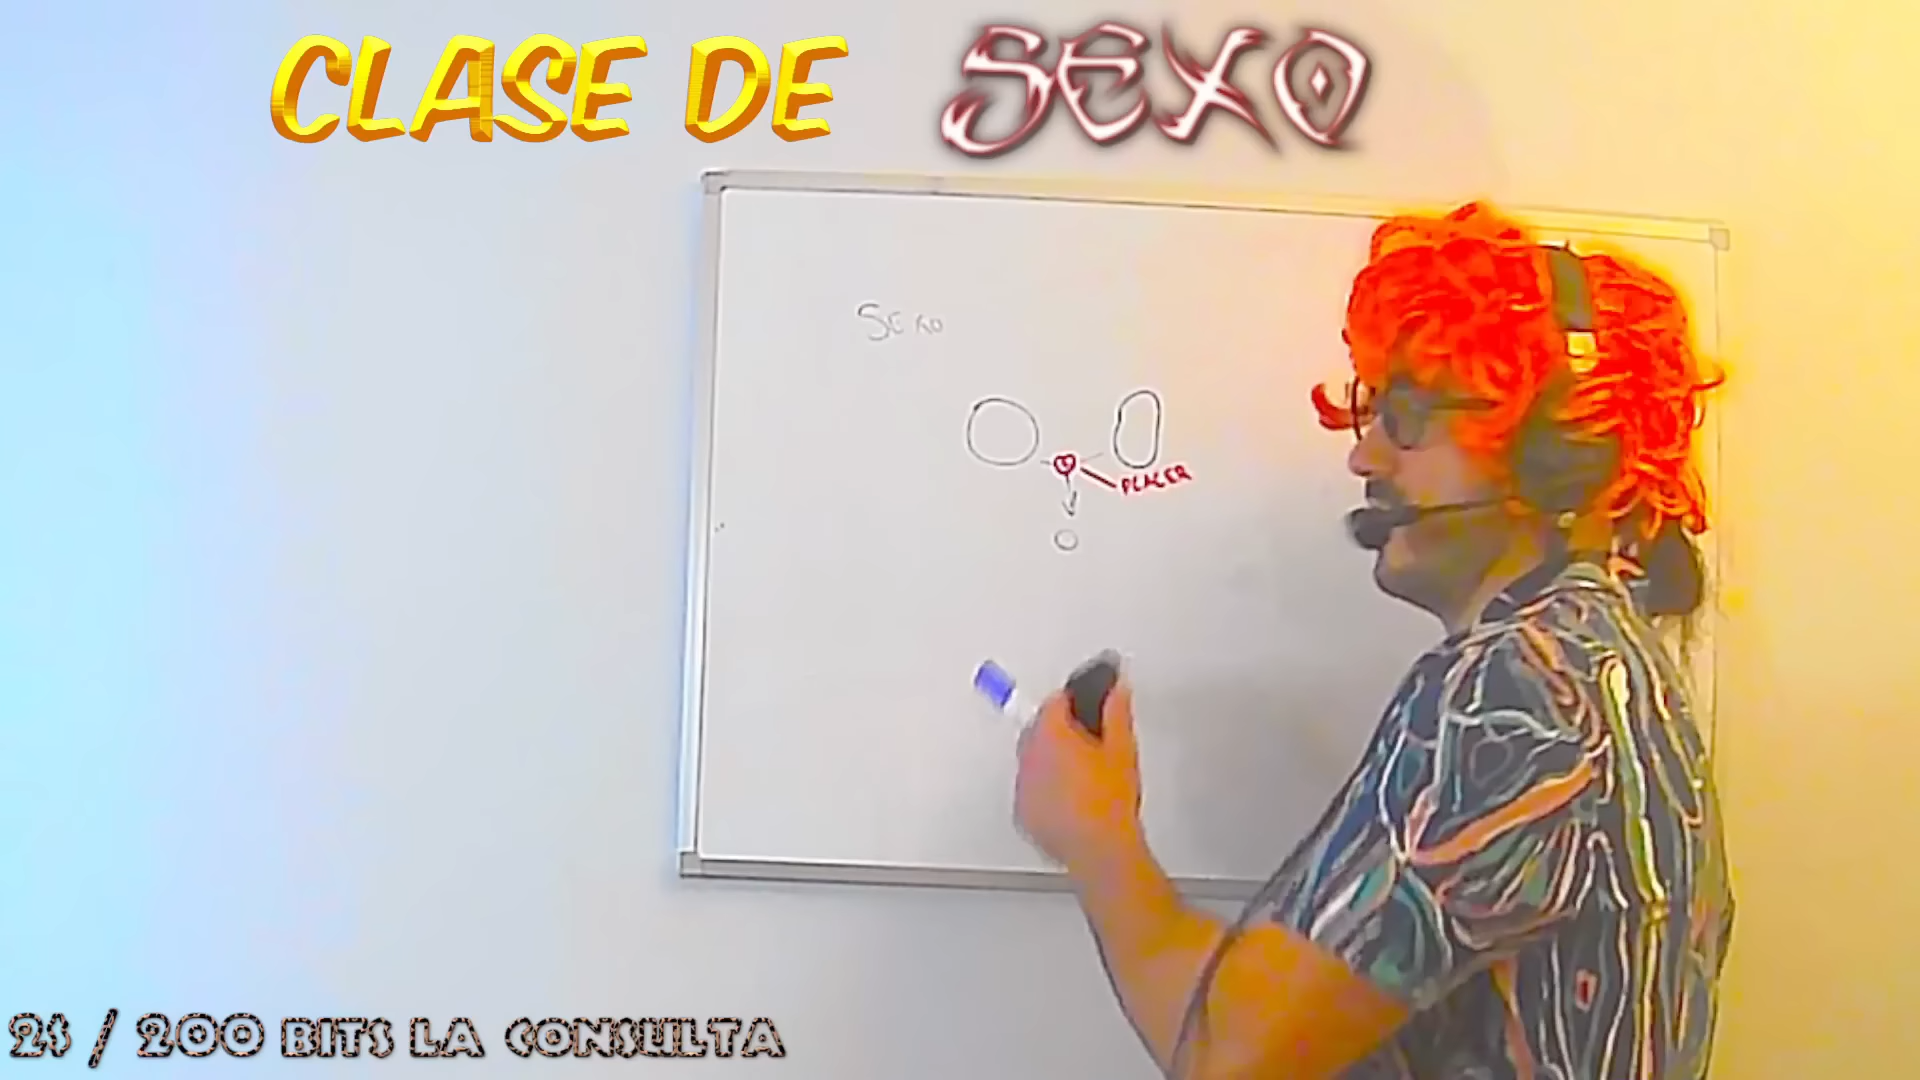 CLASE DE SEXO
SEXO
PLACER
2$ / 200 BITS LA CONSULTA